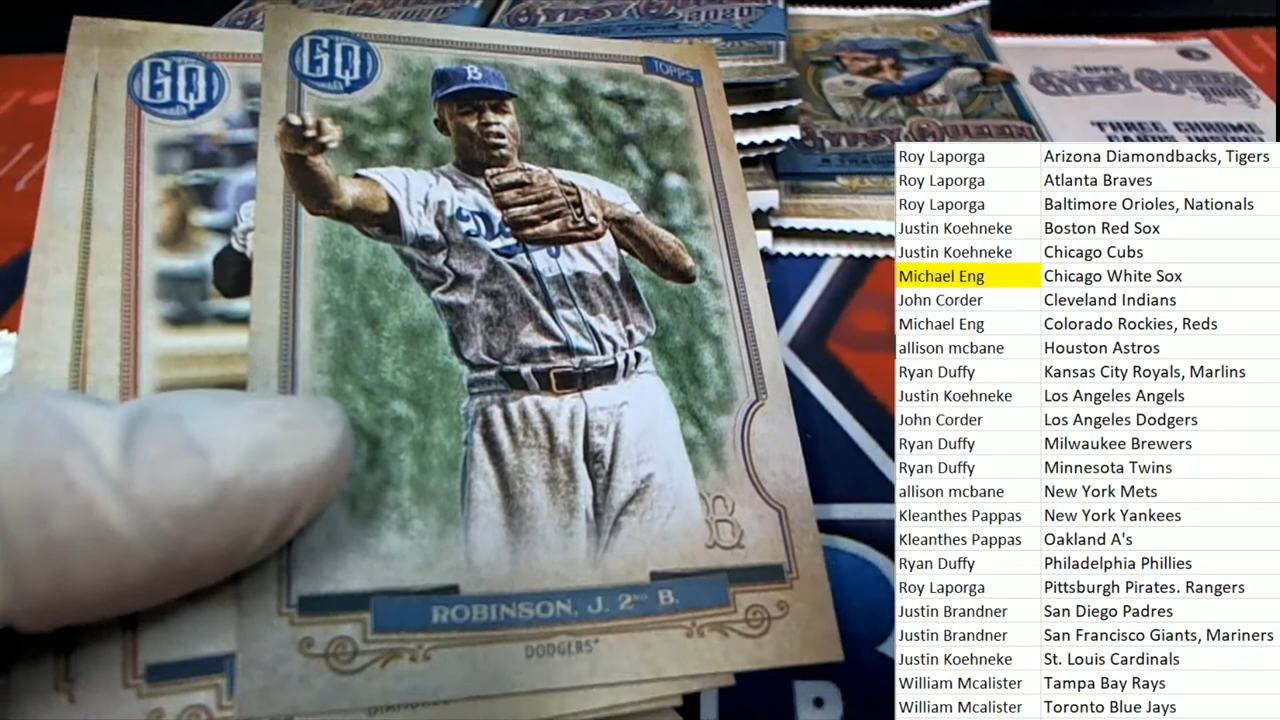 GQ
GQ
TOPPS
B
Gypsy Queen
2020
Gypsy Queen
THREE CHROME
ROBINSON, J. 2ND B.
DODGERS
B
Roy Laporga Arizona Diamondbacks, Tigers
Roy Laporga Atlanta Braves
Roy Laporga Baltimore Orioles, Nationals
Justin Koehneke Boston Red Sox
Justin Koehneke Chicago Cubs
Michael Eng Chicago White Sox
John Corder Cleveland Indians
Michael Eng Colorado Rockies, Reds
allison mcbane Houston Astros
Ryan Duffy Kansas City Royals, Marlins
Justin Koehneke Los Angeles Angels
John Corder Los Angeles Dodgers
Ryan Duffy Milwaukee Brewers
Ryan Duffy Minnesota Twins
allison mcbane New York Mets
Kleanthes Pappas New York Yankees
Kleanthes Pappas Oakland A's
Ryan Duffy Philadelphia Phillies
Roy Laporga Pittsburgh Pirates. Rangers
Justin Brandner San Diego Padres
Justin Brandner San Francisco Giants, Mariners
Justin Koehneke St. Louis Cardinals
William Mcalister Tampa Bay Rays
William Mcalister Toronto Blue Jays